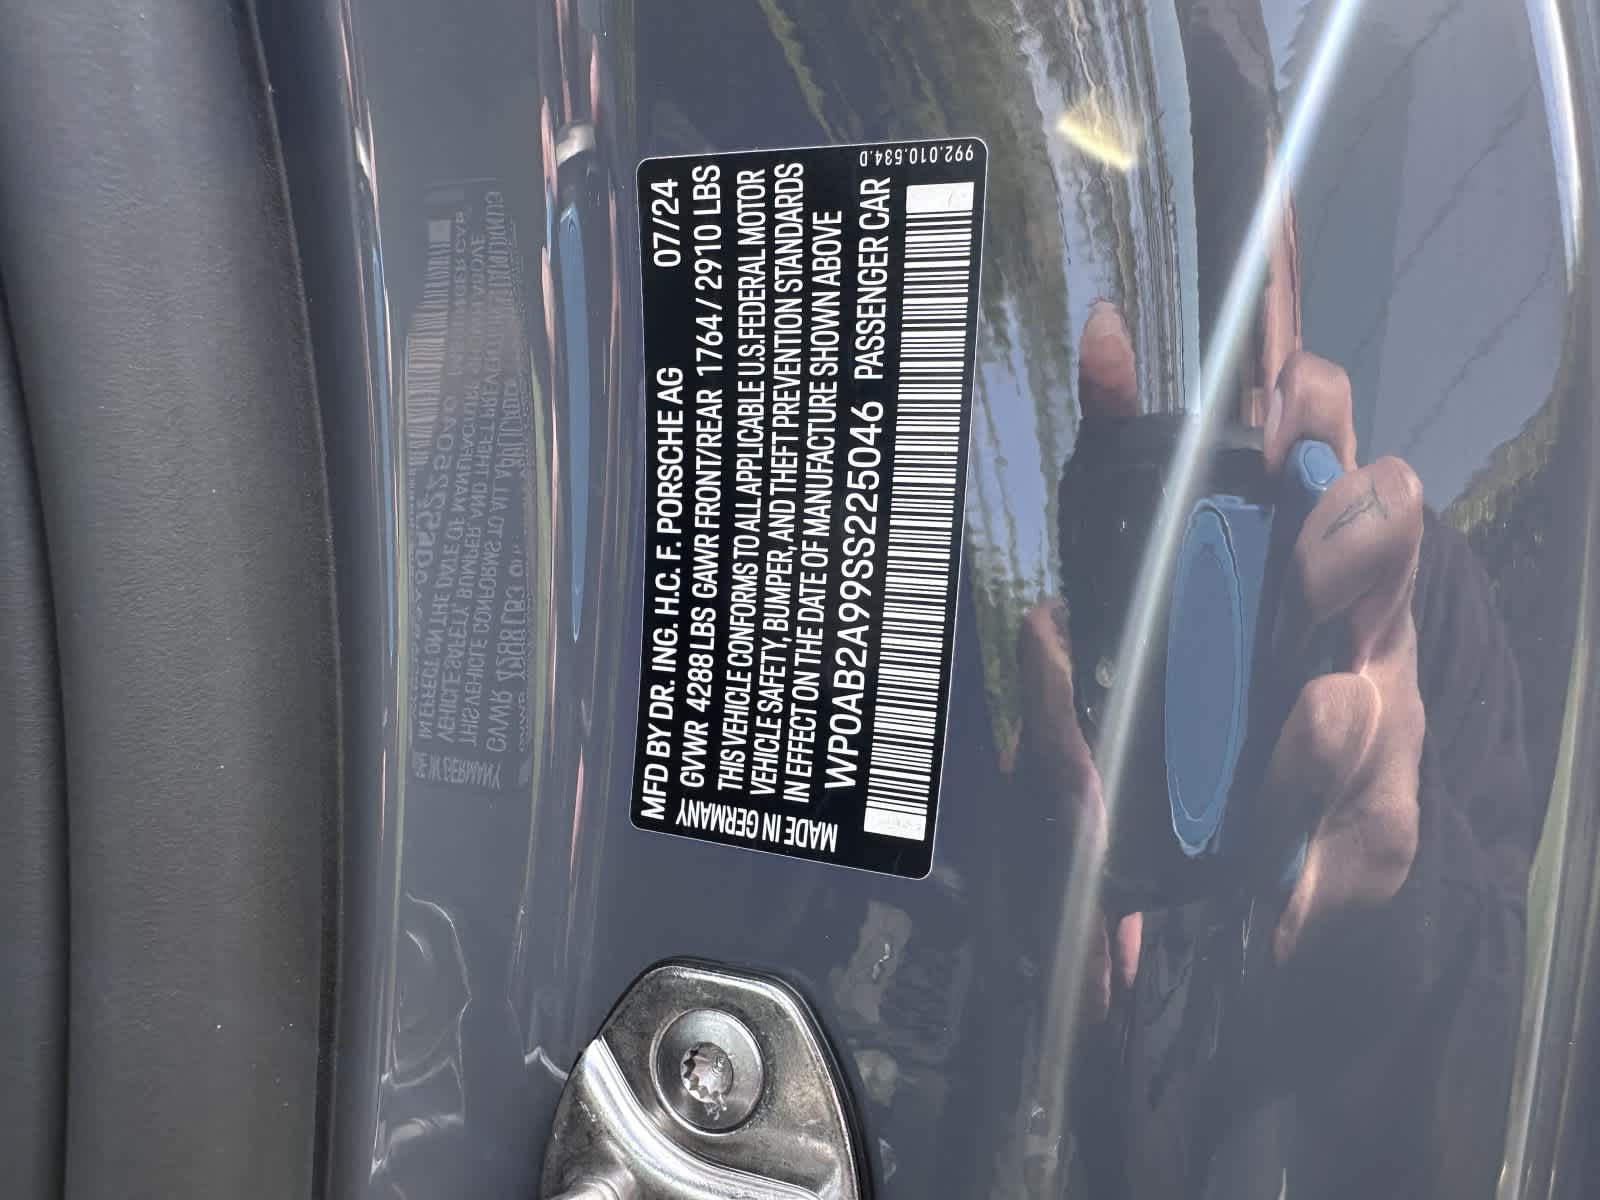 MFD BY DR. ING. H.C. F. PORSCHE AG 07/24
GVWR 4288 LBS GAWR FRONT/REAR 1764 / 2910 LBS
THIS VEHICLE CONFORMS TO ALL APPLICABLE U.S. FEDERAL MOTOR
VEHICLE SAFETY, BUMPER, AND THEFT PREVENTION STANDARDS
IN EFFECT ON THE DATE OF MANUFACTURE SHOWN ABOVE
WP0AB2A99SS225046 PASSENGER CAR
MADE IN GERMANY
992.010.534.D